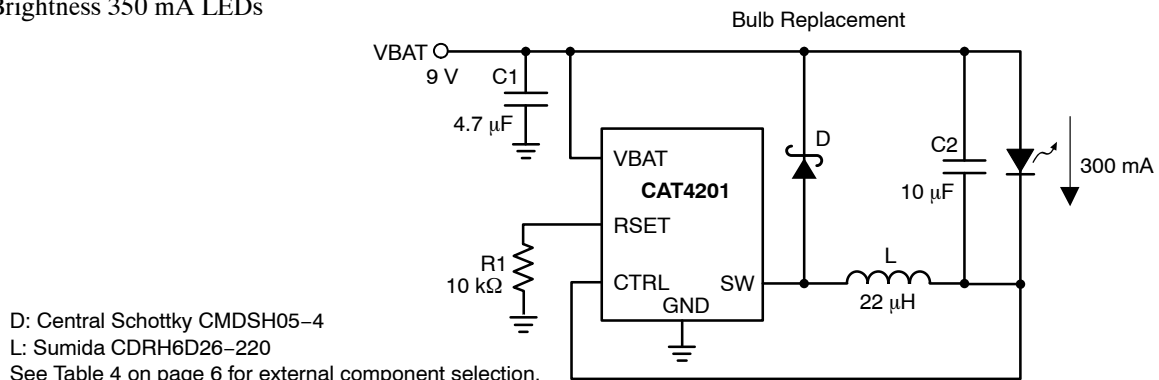 Brightness 350 mA LEDs
Bulb Replacement
VBAT
9 V
C1
4.7 μF
VBAT
CAT4201
RSET
CTRL
SW
GND
R1
10 kΩ
D
C2
10 μF
300 mA
L
22 μH
D: Central Schottky CMDSH05−4
L: Sumida CDRH6D26−220
See Table 4 on page 6 for external component selection.